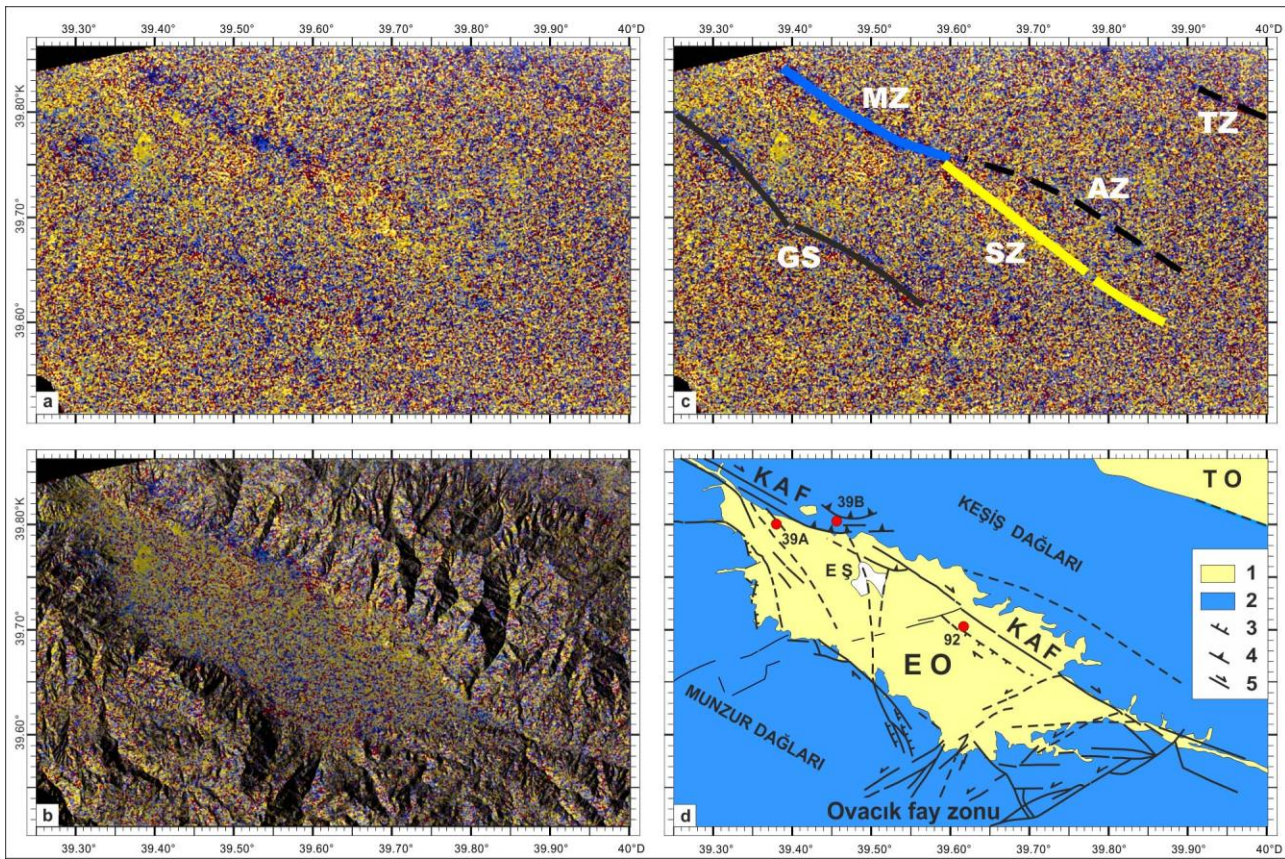 39.30 39.40 39.50 39.60 39.70 39.80 39.90 40°D
39.80°K
39.70°
39.60°
a
39.30 39.40 39.50 39.60 39.70 39.80 39.90 40°D
MZ
TZ
AZ
SZ
GS
c
39.80°K
39.70°
39.60°
b
39.30 39.40 39.50 39.60 39.70 39.80 39.90 40°D
KAF
39B
39A
KEŞİŞ DAĞLARI
TO
EŞ
KAF
92
EO
MUNZUR DAĞLARI
Ovacık fay zonu
1
2
3
4
5
d
39.30 39.40 39.50 39.60 39.70 39.80 39.90 40°D